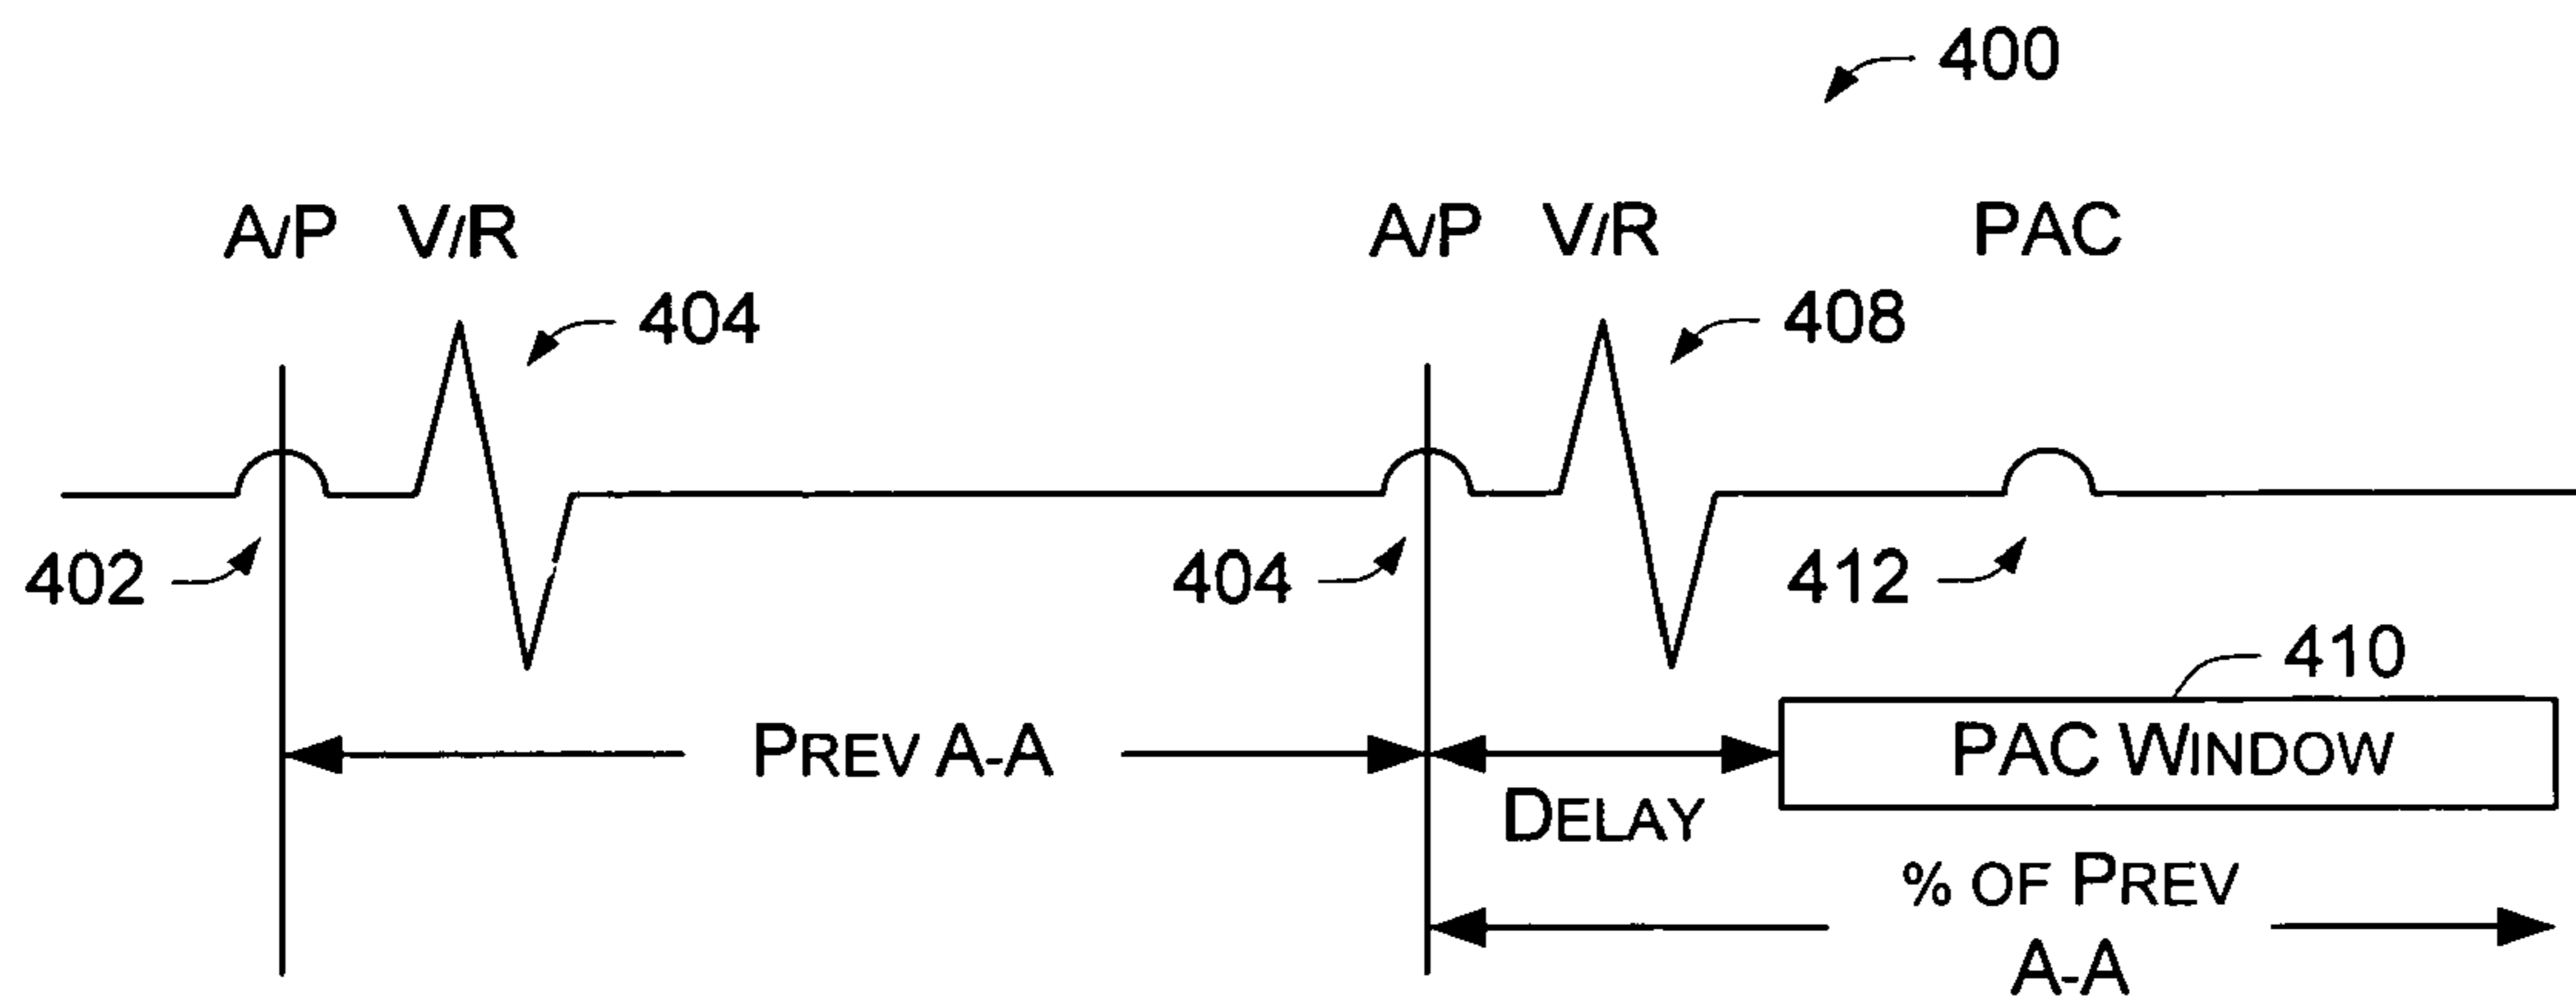 400
A/P V/R A/P V/R PAC
404 408
402 404 412
410
PREV A-A PAC WINDOW
DELAY
% OF PREV
A-A